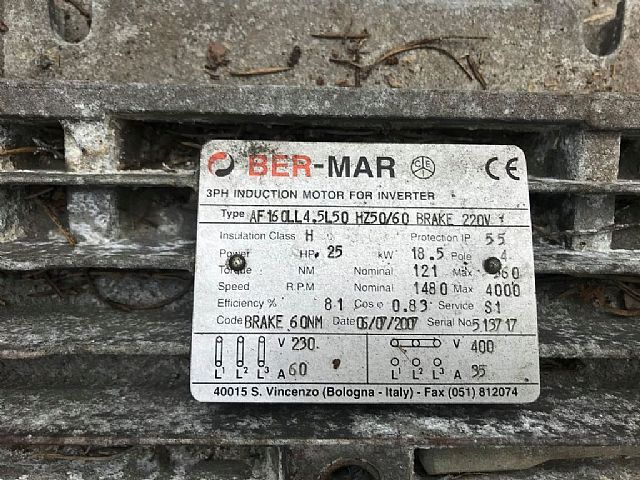 BER-MAR CE
3PH INDUCTION MOTOR FOR INVERTER
Type AF160LL4.5L50 HZ50/60 BRAKE 220V
Insulation Class H Protection IP 55
Power HP. 25 kW 18.5 Pole 4
Torque NM Nominal 121 Max 360
Speed R.P.M Nominal 1480 Max 4000
Efficiency % 81 Cos φ 0.83 Service S1
Code BRAKE 60NM Date 06/07/2007 Serial No 513717
V 230. V 400
L1 L2 L3 A 60 L1 L2 L3 A 35
40015 S. Vincenzo (Bologna - Italy) - Fax (051) 812074